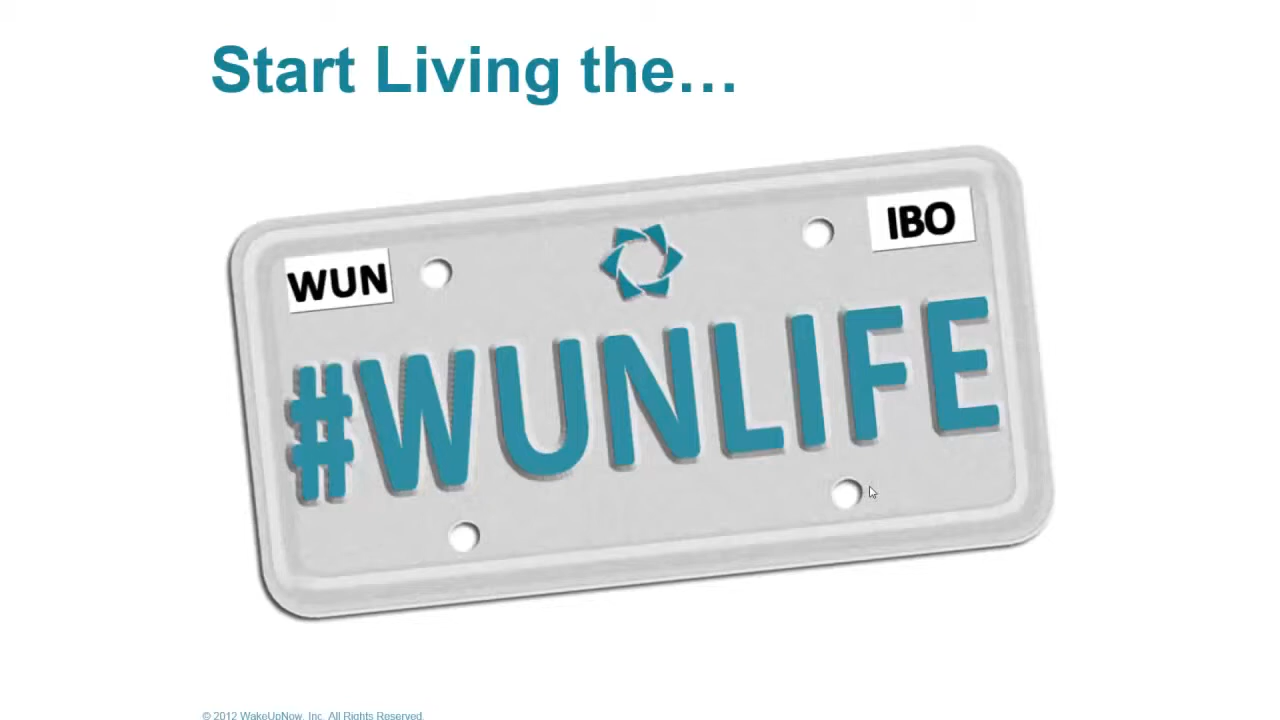 Start Living the…
WUN
IBO
#WUNLIFE
© 2012 WakeUpNow, Inc. All Rights Reserved.